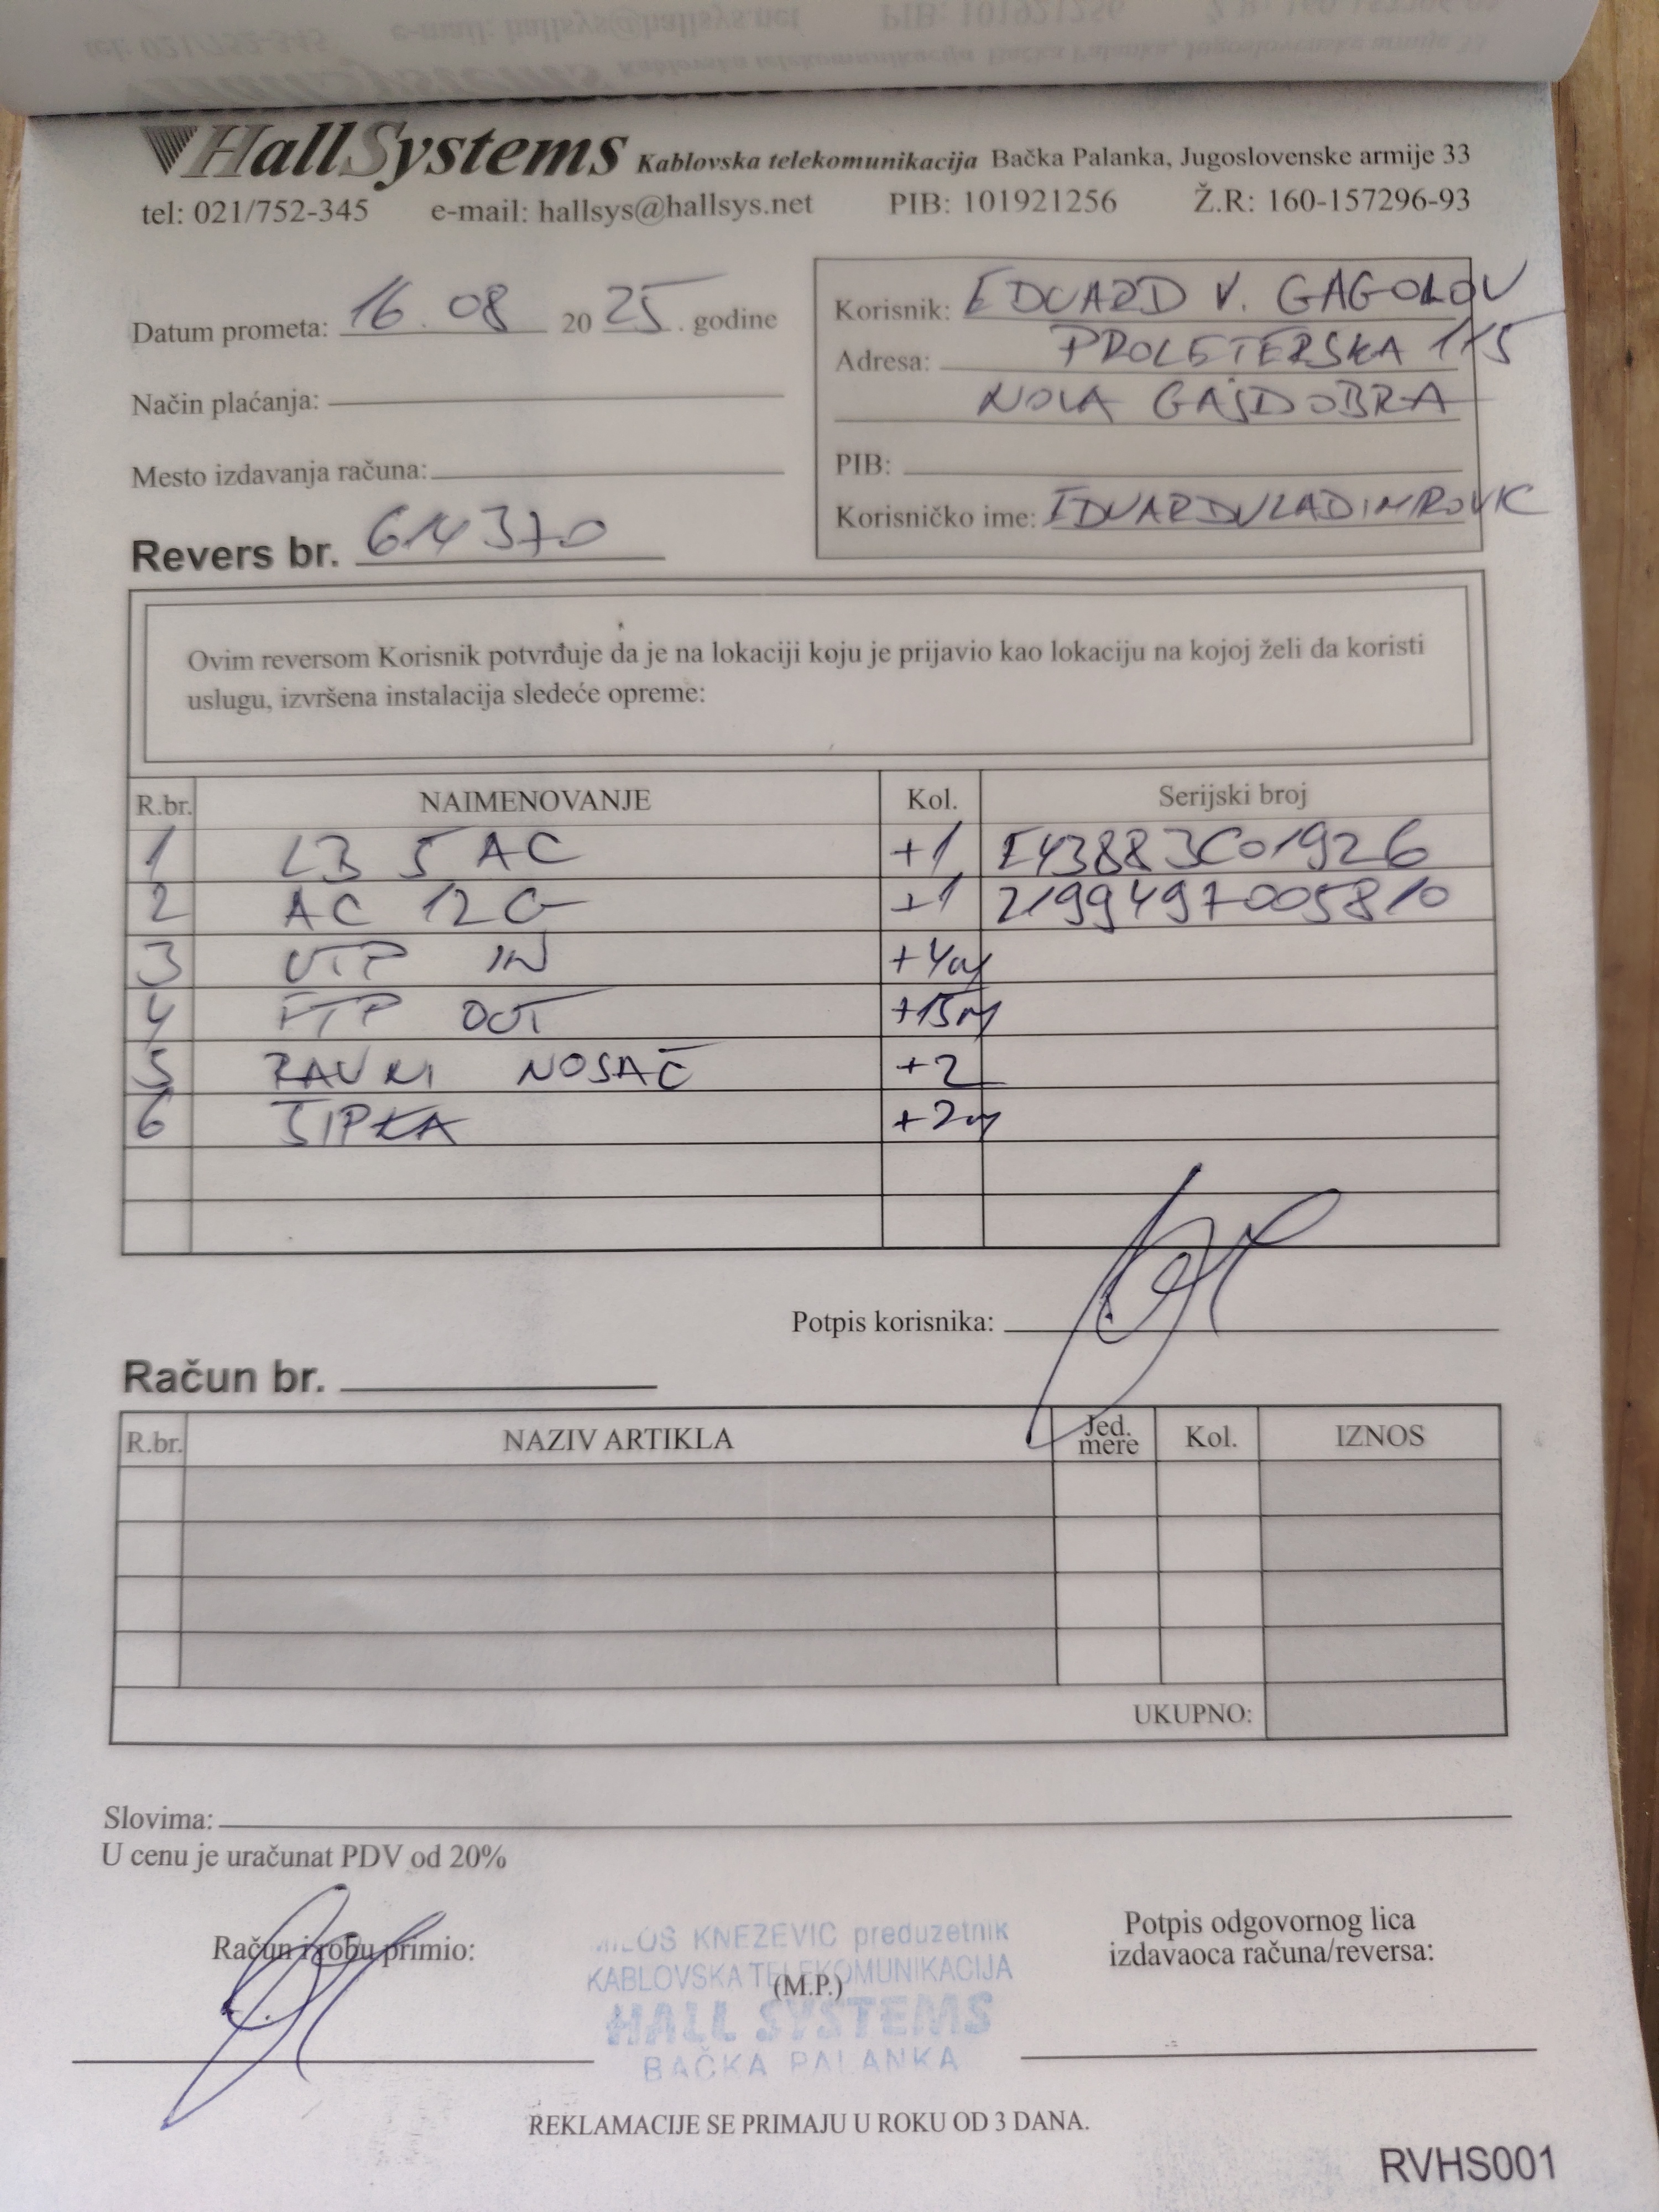 HallSystems Kablovska telekomunikacija Bačka Palanka, Jugoslovenske armije 33
tel: 021/752-345 e-mail: hallsys@hallsys.net PIB: 101921256 Ž.R: 160-157296-93
Datum prometa: 16.08 2025. godine
Način plaćanja:
Mesto izdavanja računa:
Revers br. 614370
Korisnik: EDUARD V. GAGOLOV
Adresa: PROLETERSKA 115
NOVA GAJDOBRA
PIB:
Korisničko ime: EDUARDVLADIMROVIC
Ovim reversom Korisnik potvrđuje da je na lokaciji koju je prijavio kao lokaciju na kojoj želi da koristi
uslugu, izvršena instalacija sledeće opreme:
R.br. NAIMENOVANJE Kol. Serijski broj
1 LB 5 AC +1 E43883C01926
2 AC 12 G +1 2199497005810
3 UTP IN +4m
4 FTP OUT +15m
5 RAVNI NOSAČ +2
6 ŠIPKA +2m
Potpis korisnika:
Račun br.
R.br. NAZIV ARTIKLA Jed. mere Kol. IZNOS
UKUPNO:
Slovima:
U cenu je uračunat PDV od 20%
Račun i robu primio:
MILOS KNEZEVIC preduzetnik
KABLOVSKA TELEKOMUNIKACIJA
(M.P.)
HALL SYSTEMS
BAČKA PALANKA
Potpis odgovornog lica
izdavaoca računa/reversa:
REKLAMACIJE SE PRIMAJU U ROKU OD 3 DANA.
RVHS001